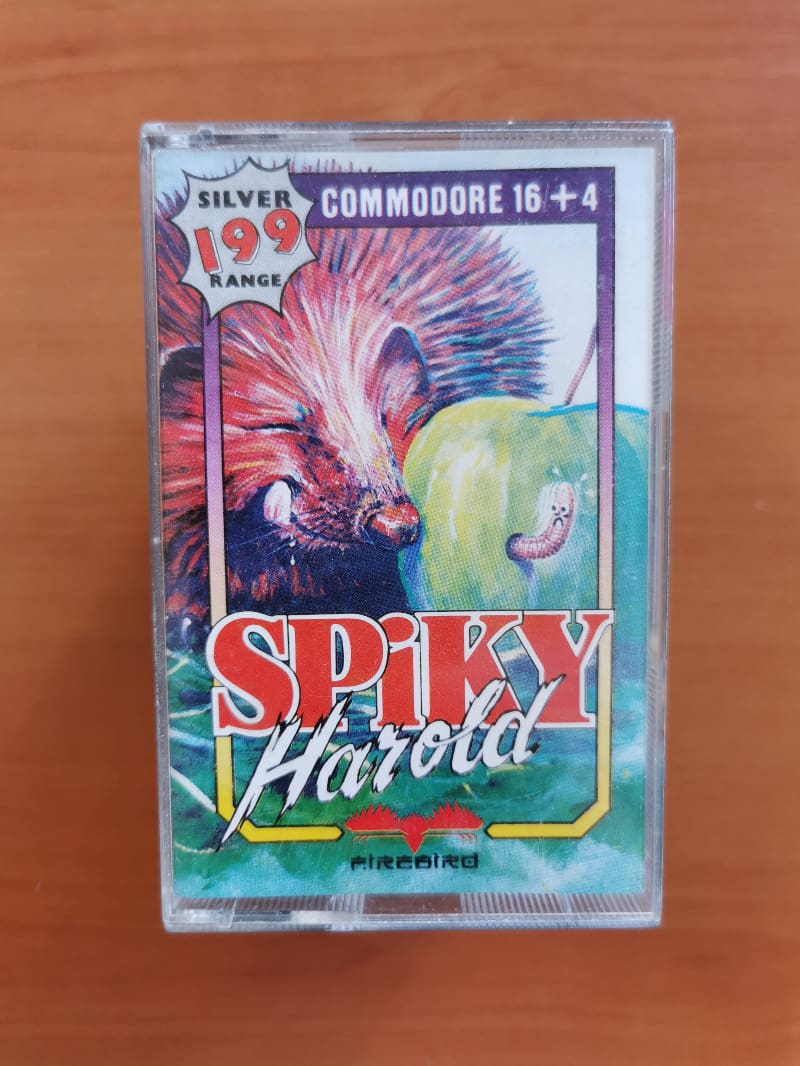 SILVER
199
RANGE
COMMODORE 16/+4
SPiKY
Harold
FIREBIRD